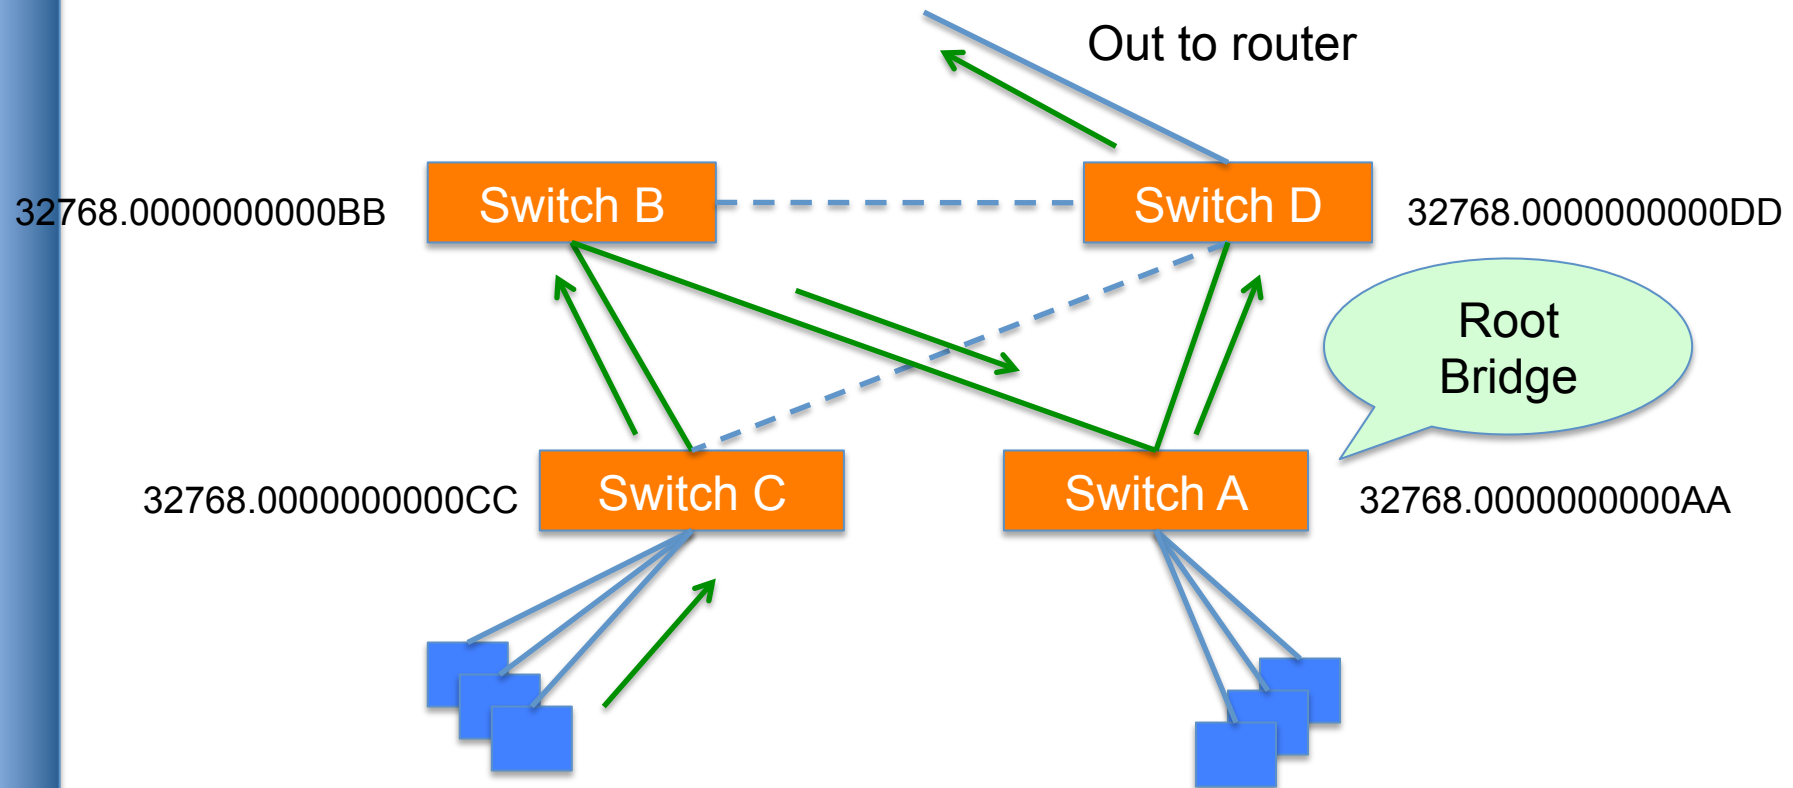 Out to router
32768.0000000000BB
Switch B
Switch D
32768.0000000000DD
Root
Bridge
32768.0000000000CC
Switch C
Switch A
32768.0000000000AA